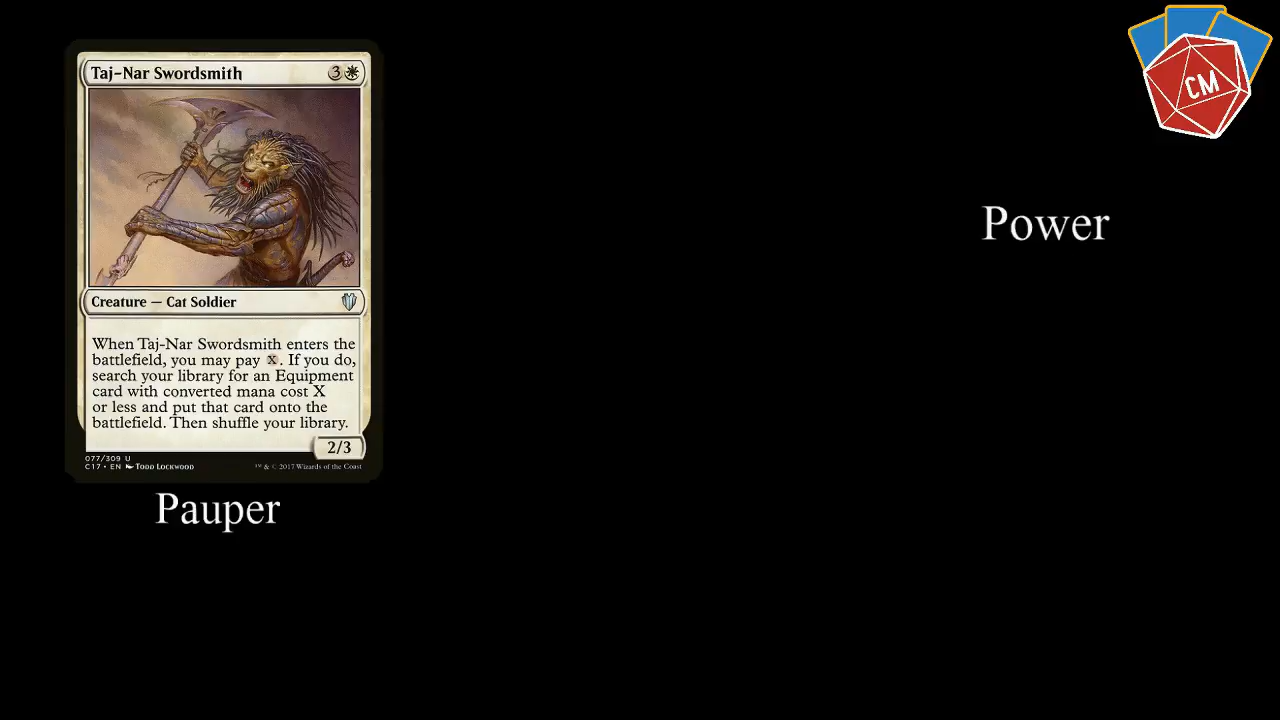 Taj-Nar Swordsmith 3
CM
Power
Creature — Cat Soldier
When Taj-Nar Swordsmith enters the
battlefield, you may pay X. If you do,
search your library for an Equipment
card with converted mana cost X
or less and put that card onto the
battlefield. Then shuffle your library.
2/3
077/309 U
C17 • EN Todd Lockwood
™ & © 2017 Wizards of the Coast
Pauper